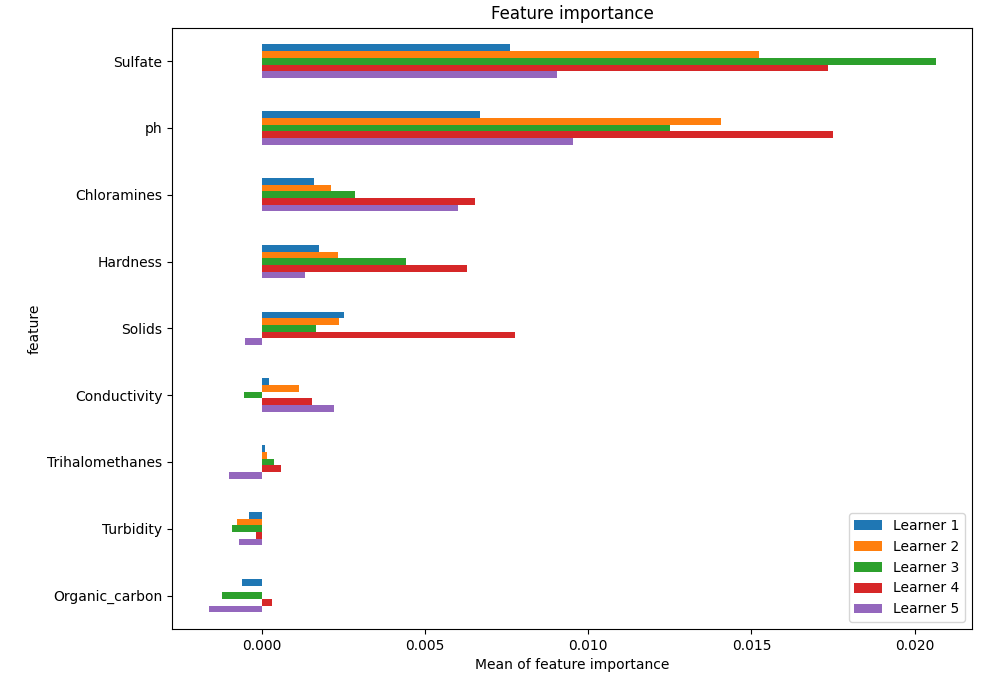 Feature importance
Sulfate
ph
Chloramines
Hardness
Solids
Conductivity
Trihalomethanes
Turbidity
Organic_carbon
feature
Learner 1
Learner 2
Learner 3
Learner 4
Learner 5
0.000 0.005 0.010 0.015 0.020
Mean of feature importance